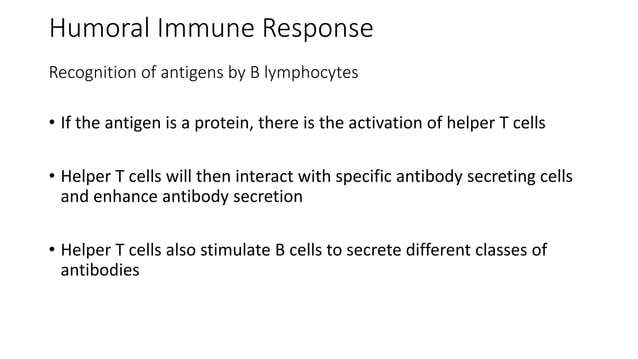 Humoral Immune Response
Recognition of antigens by B lymphocytes
• If the antigen is a protein, there is the activation of helper T cells
• Helper T cells will then interact with specific antibody secreting cells
and enhance antibody secretion
• Helper T cells also stimulate B cells to secrete different classes of
antibodies